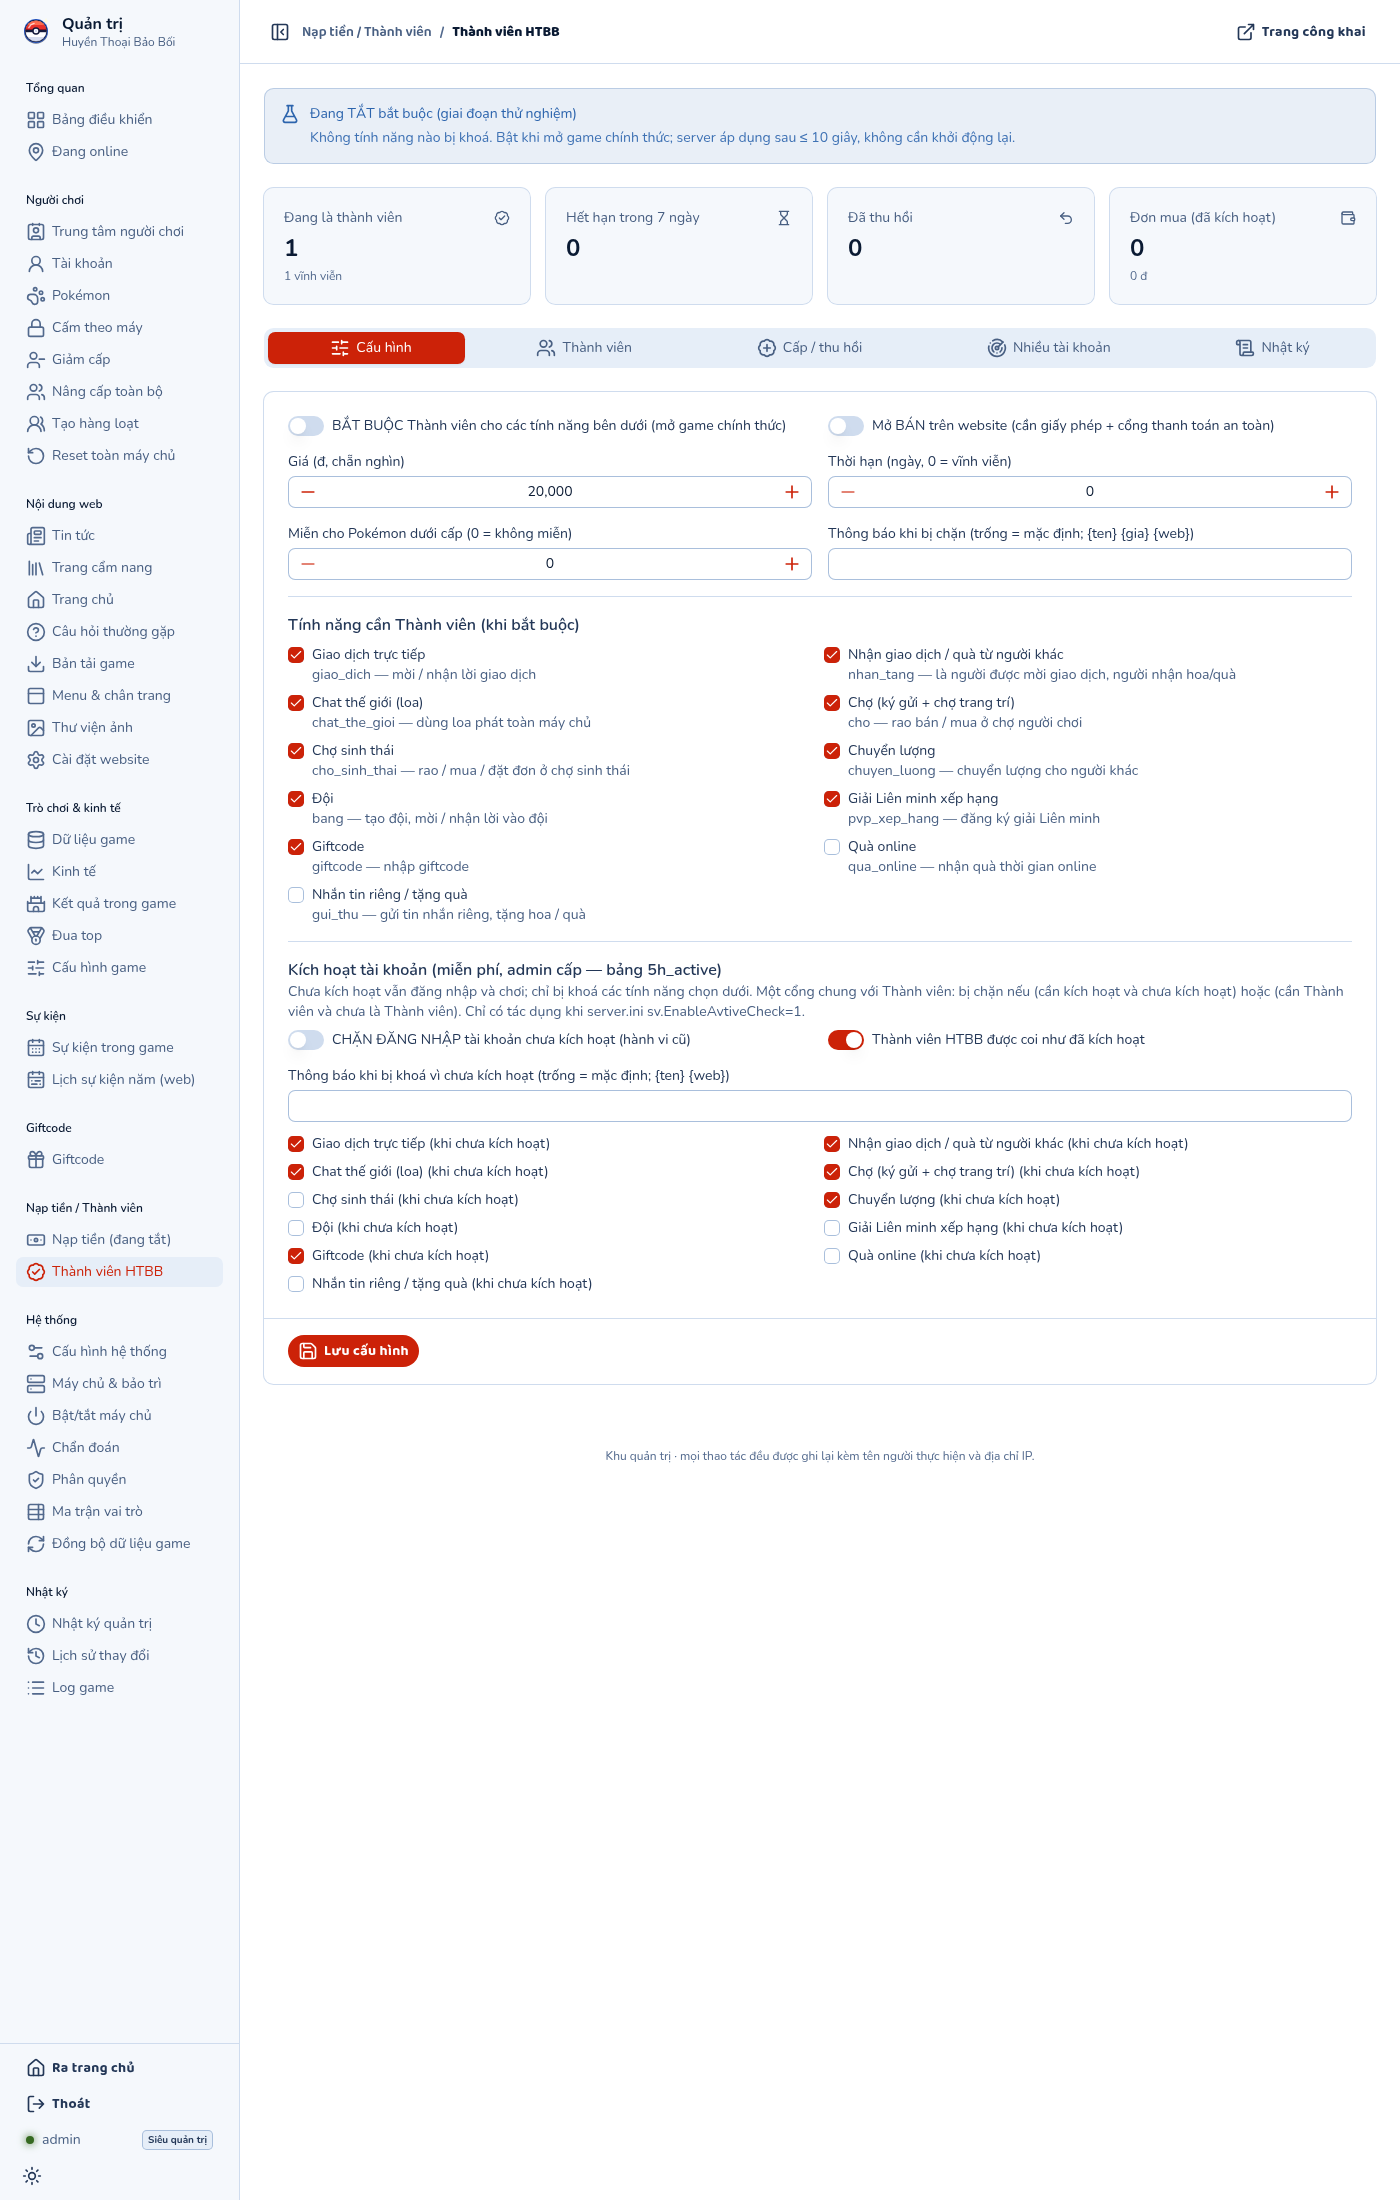 Quản trị
Huyền Thoại Bảo Bối
Tổng quan
Bảng điều khiển
Đang online
Người chơi
Trung tâm người chơi
Tài khoản
Pokémon
Cấm theo máy
Giảm cấp
Nâng cấp toàn bộ
Tạo hàng loạt
Reset toàn máy chủ
Nội dung web
Tin tức
Trang cẩm nang
Trang chủ
Câu hỏi thường gặp
Bản tải game
Menu & chân trang
Thư viện ảnh
Cài đặt website
Trò chơi & kinh tế
Dữ liệu game
Kinh tế
Kết quả trong game
Đua top
Cấu hình game
Sự kiện
Sự kiện trong game
Lịch sự kiện năm (web)
Giftcode
Giftcode
Nạp tiền / Thành viên
Nạp tiền (đang tắt)
Thành viên HTBB
Hệ thống
Cấu hình hệ thống
Máy chủ & bảo trì
Bật/tắt máy chủ
Chẩn đoán
Phân quyền
Ma trận vai trò
Đồng bộ dữ liệu game
Nhật ký
Nhật ký quản trị
Lịch sử thay đổi
Log game
Ra trang chủ
Thoát
admin
Siêu quản trị
Nạp tiền / Thành viên / Thành viên HTBB
Trang công khai
Đang TẮT bắt buộc (giai đoạn thử nghiệm)
Không tính năng nào bị khoá. Bật khi mở game chính thức; server áp dụng sau ≤ 10 giây, không cần khởi động lại.
Đang là thành viên
1
1 vĩnh viễn
Hết hạn trong 7 ngày
0
Đã thu hồi
0
Đơn mua (đã kích hoạt)
0
0 đ
Cấu hình
Thành viên
Cấp / thu hồi
Nhiều tài khoản
Nhật ký
BẮT BUỘC Thành viên cho các tính năng bên dưới (mở game chính thức)
Mở BÁN trên website (cần giấy phép + cổng thanh toán an toàn)
Giá (đ, chẵn nghìn)
20,000
Thời hạn (ngày, 0 = vĩnh viễn)
0
Miễn cho Pokémon dưới cấp (0 = không miễn)
0
Thông báo khi bị chặn (trống = mặc định; {ten} {gia} {web})
Tính năng cần Thành viên (khi bắt buộc)
Giao dịch trực tiếp
giao_dich — mời / nhận lời giao dịch
Nhận giao dịch / quà từ người khác
nhan_tang — là người được mời giao dịch, người nhận hoa/quà
Chat thế giới (loa)
chat_the_gioi — dùng loa phát toàn máy chủ
Chợ (ký gửi + chợ trang trí)
cho — rao bán / mua ở chợ người chơi
Chợ sinh thái
cho_sinh_thai — rao / mua / đặt đơn ở chợ sinh thái
Chuyển lượng
chuyen_luong — chuyển lượng cho người khác
Đội
bang — tạo đội, mời / nhận lời vào đội
Giải Liên minh xếp hạng
pvp_xep_hang — đăng ký giải Liên minh
Giftcode
giftcode — nhập giftcode
Quà online
qua_online — nhận quà thời gian online
Nhắn tin riêng / tặng quà
gui_thu — gửi tin nhắn riêng, tặng hoa / quà
Kích hoạt tài khoản (miễn phí, admin cấp — bảng 5h_active)
Chưa kích hoạt vẫn đăng nhập và chơi; chỉ bị khoá các tính năng chọn dưới. Một cổng chung với Thành viên: bị chặn nếu (cần kích hoạt và chưa kích hoạt) hoặc (cần Thành
viên và chưa là Thành viên). Chỉ có tác dụng khi server.ini sv.EnableAvtiveCheck=1.
CHẶN ĐĂNG NHẬP tài khoản chưa kích hoạt (hành vi cũ)
Thành viên HTBB được coi như đã kích hoạt
Thông báo khi bị khoá vì chưa kích hoạt (trống = mặc định; {ten} {web})
Giao dịch trực tiếp (khi chưa kích hoạt)
Nhận giao dịch / quà từ người khác (khi chưa kích hoạt)
Chat thế giới (loa) (khi chưa kích hoạt)
Chợ (ký gửi + chợ trang trí) (khi chưa kích hoạt)
Chợ sinh thái (khi chưa kích hoạt)
Chuyển lượng (khi chưa kích hoạt)
Đội (khi chưa kích hoạt)
Giải Liên minh xếp hạng (khi chưa kích hoạt)
Giftcode (khi chưa kích hoạt)
Quà online (khi chưa kích hoạt)
Nhắn tin riêng / tặng quà (khi chưa kích hoạt)
Lưu cấu hình
Khu quản trị · mọi thao tác đều được ghi lại kèm tên người thực hiện và địa chỉ IP.